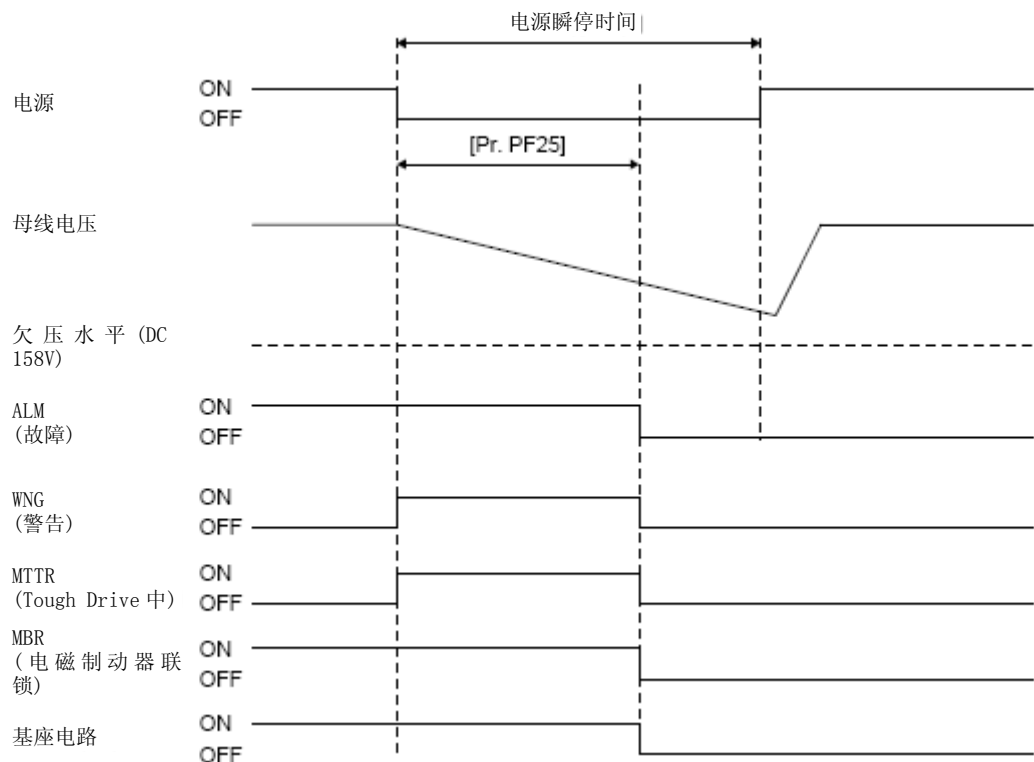 电源瞬停时间
电源
ON
OFF
[Pr. PF25]
母线电压
欠压水平(DC
158V)
ALM
(故障)
ON
OFF
WNG
(警告)
ON
OFF
MTTR
(Tough Drive 中)
ON
OFF
MBR
(电磁制动器联
锁)
ON
OFF
基座电路
ON
OFF